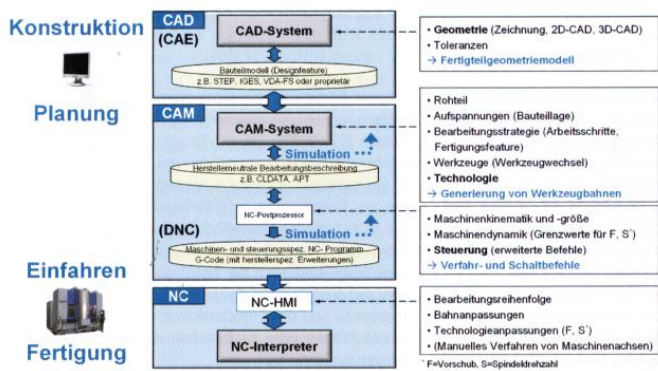 Konstruktion
Planung
Einfahren
Fertigung
CAD
(CAE)
CAD-System
Bauteilmodell (Designfeature)
z.B. STEP, IGES, VDA-FS oder proprietär
CAM
CAM-System
Simulation
Herstellerneutrale Bearbeitungsbeschreibung
z.B. CLDATA, APT
NC-Postprozessor
(DNC)
Simulation
Maschinen- und steuerungsspez. NC- Programm
G-Code (mit herstellerspez. Erweiterungen)
NC
NC-HMI
NC-Interpreter
• Geometrie (Zeichnung, 2D-CAD, 3D-CAD)
• Toleranzen
→ Fertigteilgeometriemodell
• Rohteil
• Aufspannungen (Bauteillage)
• Bearbeitungsstrategie (Arbeitsschritte,
Fertigungsfeature)
• Werkzeuge (Werkzeugwechsel)
• Technologie
→ Generierung von Werkzeugbahnen
• Maschinenkinematik und -größe
• Maschinendynamik (Grenzwerte für F, S*)
• Steuerung (erweiterte Befehle)
→ Verfahr- und Schaltbefehle
• Bearbeitungsreihenfolge
• Bahnanpassungen
• Technologieanpassungen (F, S*)
• (Manuelles Verfahren von Maschinenachsen)
* F=Vorschub, S=Spindeldrehzahl